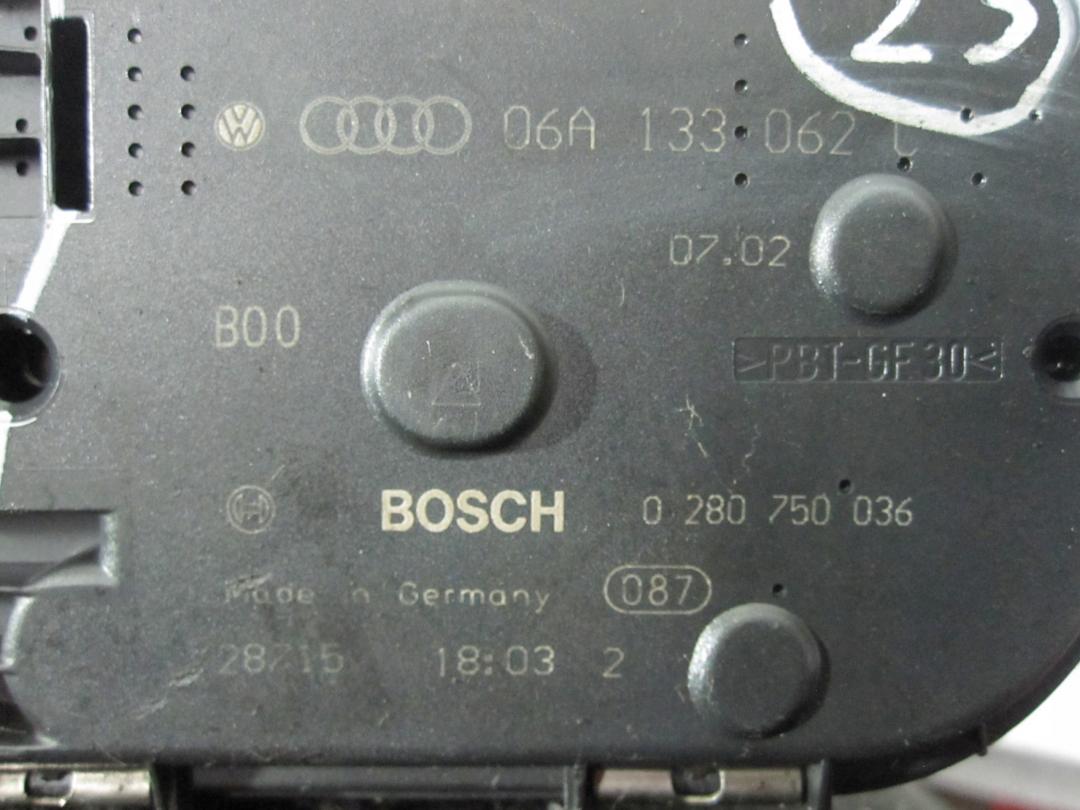 23
06A 133 062
07.02
B00
>PBT-GF30<
BOSCH 0 280 750 036
Made in Germany 087
28715 18:03 2